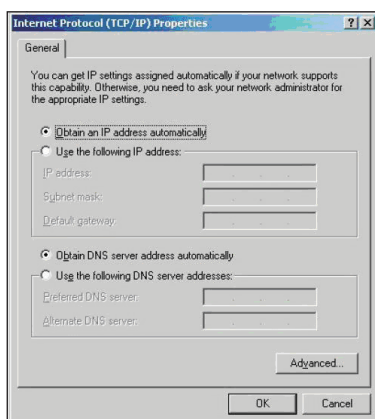 Internet Protocol (TCP/IP) Properties
General
You can get IP settings assigned automatically if your network supports
this capability. Otherwise, you need to ask your network administrator for
the appropriate IP settings.
Obtain an IP address automatically
Use the following IP address:
IP address:
Subnet mask:
Default gateway:
Obtain DNS server address automatically
Use the following DNS server addresses:
Preferred DNS server:
Alternate DNS server:
Advanced...
OK Cancel